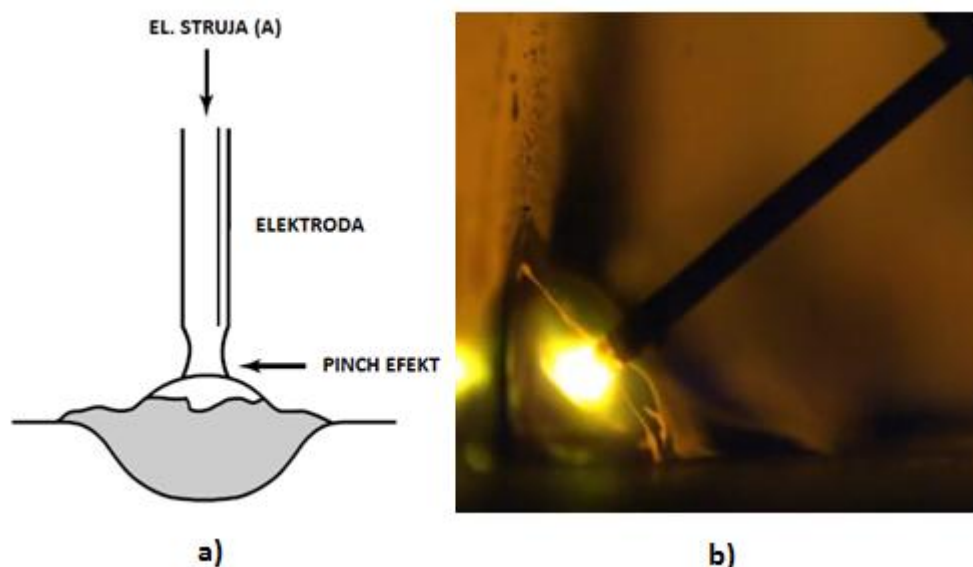 EL. STRUJA (A)
ELEKTRODA
PINCH EFEKT
a)
b)